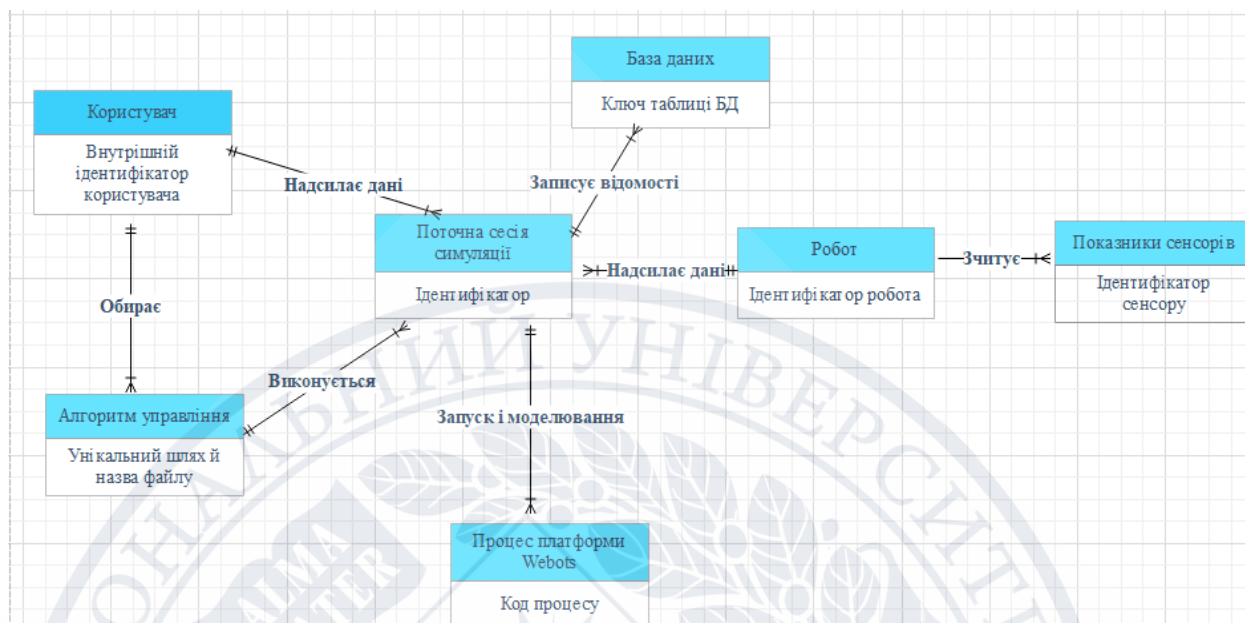 База даних
Ключ таблиці БД
Користувач
Внутрішній
ідентифікатор
користувача
Надсилає дані
Записує відомості
Поточна сесія
симуляції
Ідентифікатор
Надсилає дані
Робот
Ідентифікатор робота
Зчитує
Показники сенсорів
Ідентифікатор
сенсору
Обирає
Виконується
Алгоритм управління
Унікальний шлях й
назва файлу
Запуск і моделювання
Процес платформи
Webots
Код процесу
ALMA
MATER